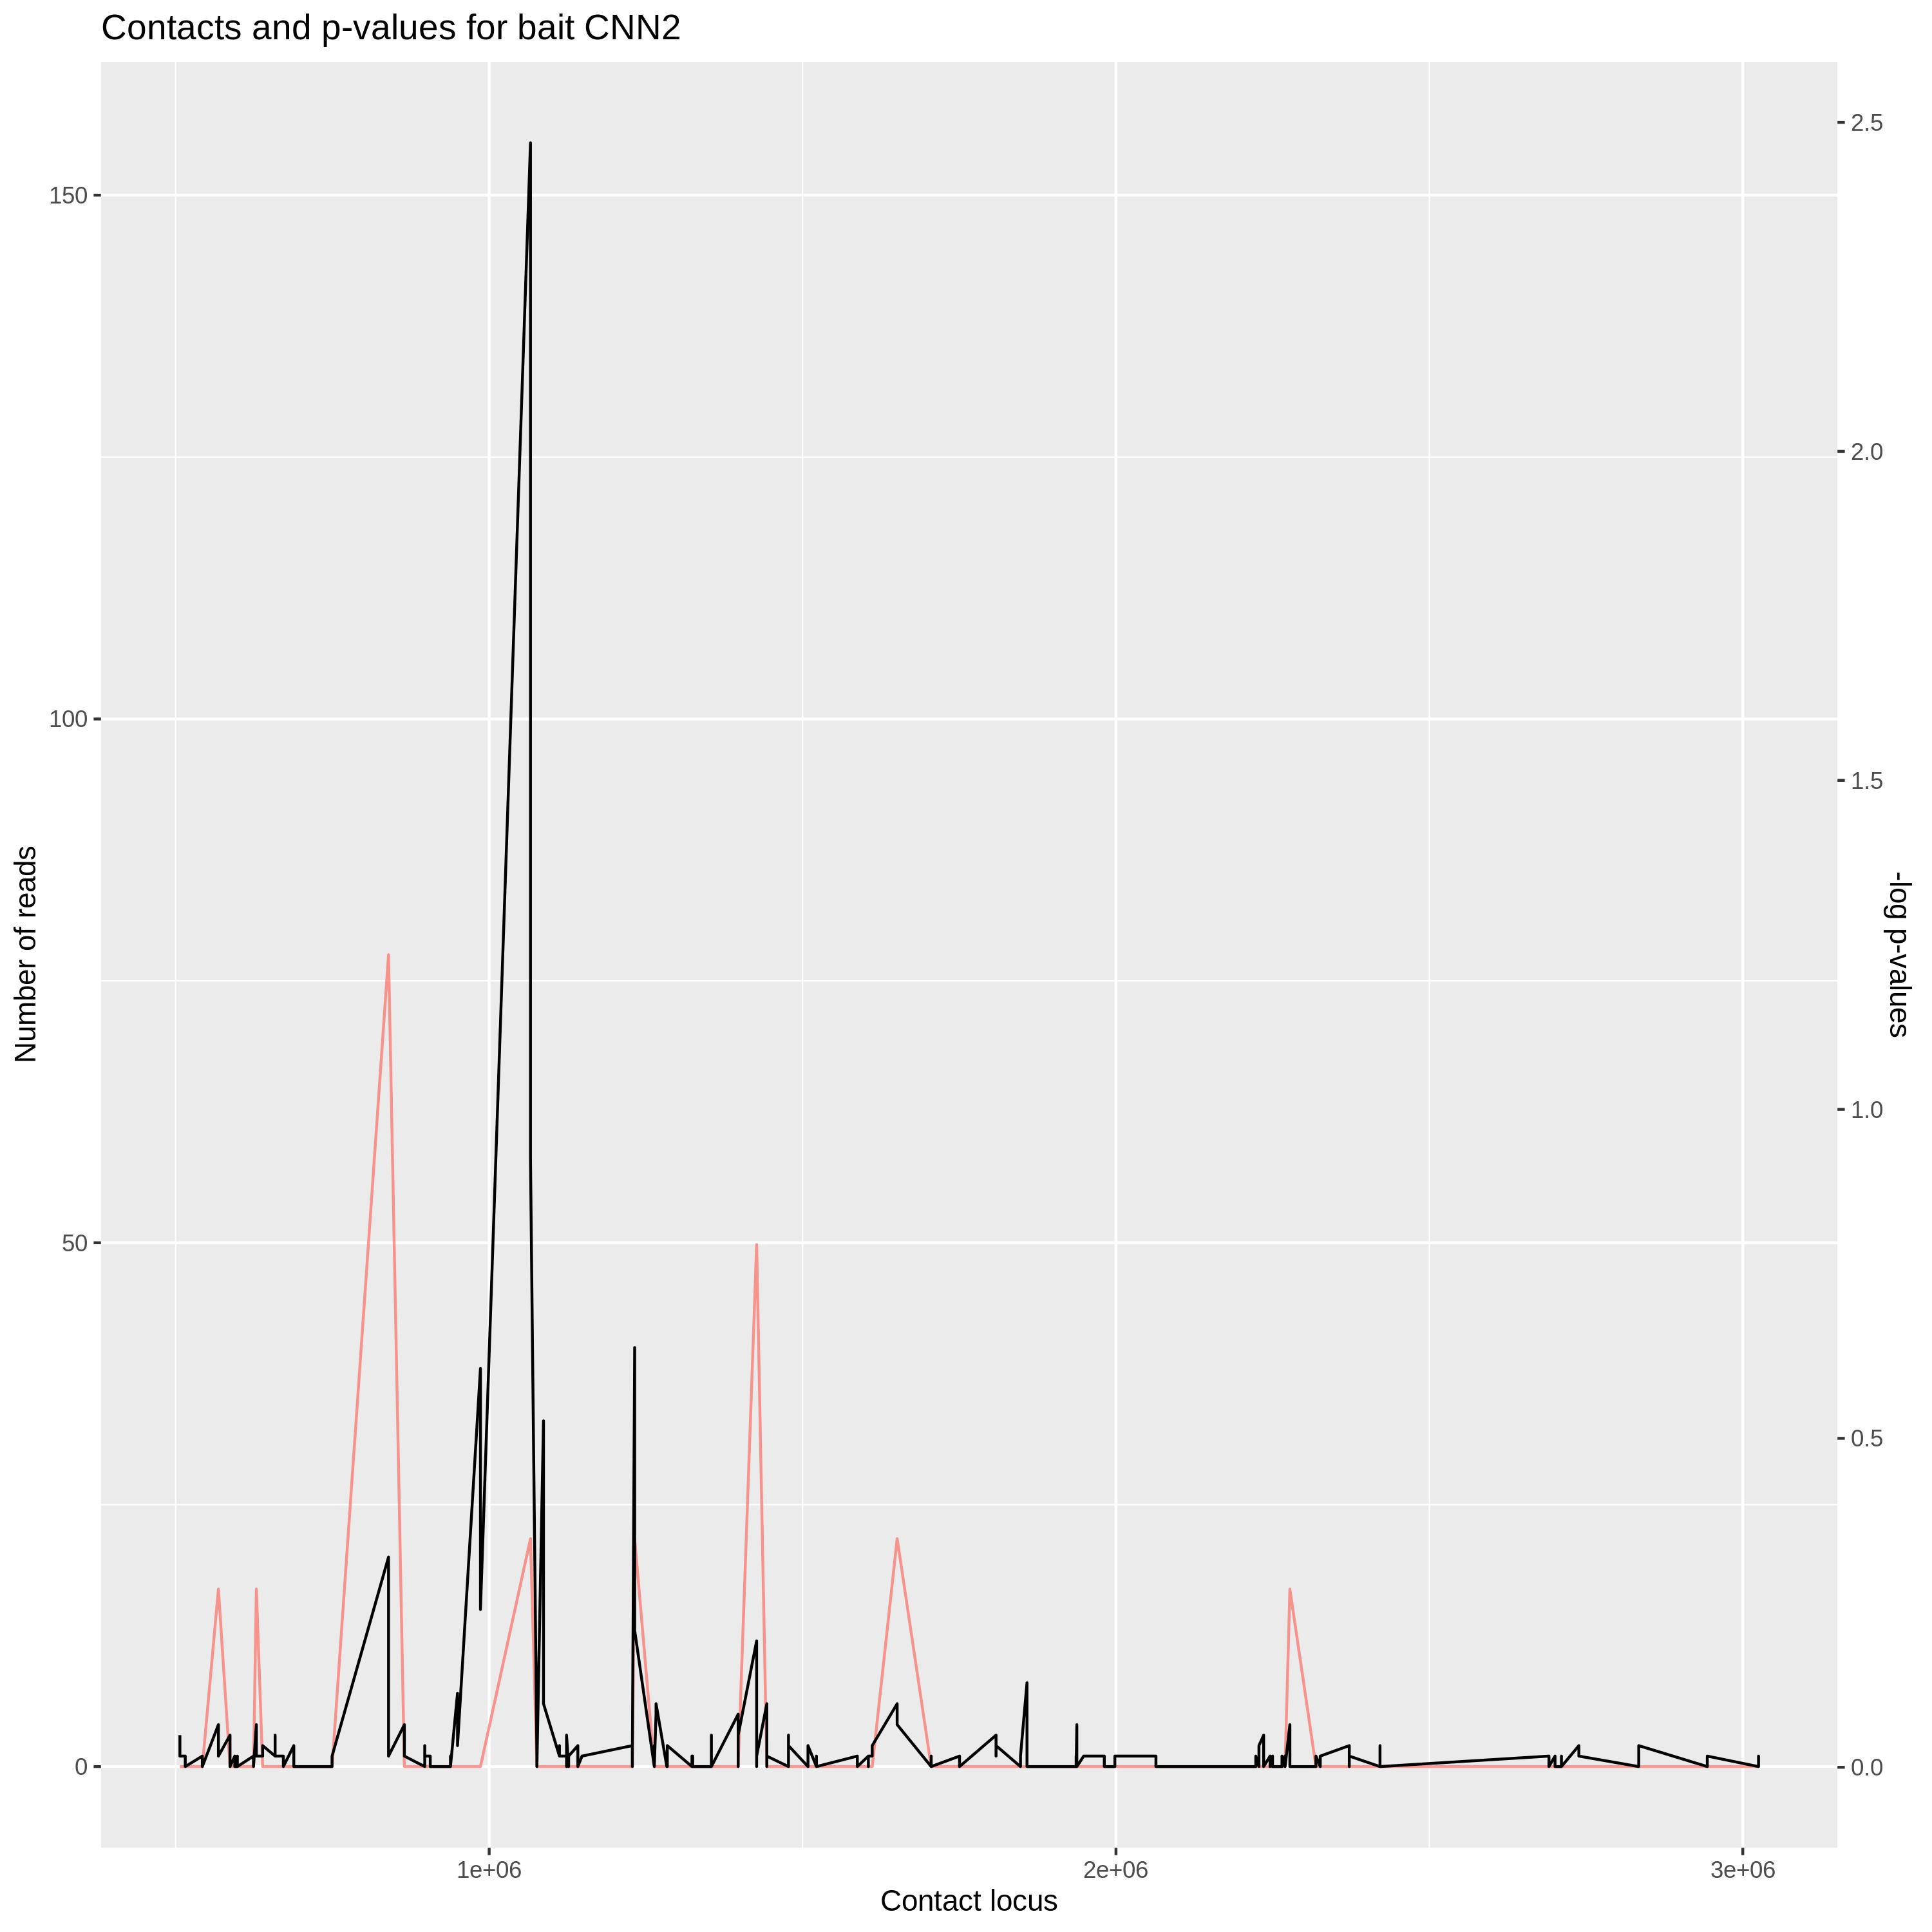 Contacts and p-values for bait CNN2
150
100
50
0
Number of reads
2.5
2.0
1.5
1.0
0.5
0.0
-log p-values
1e+06
2e+06
3e+06
Contact locus